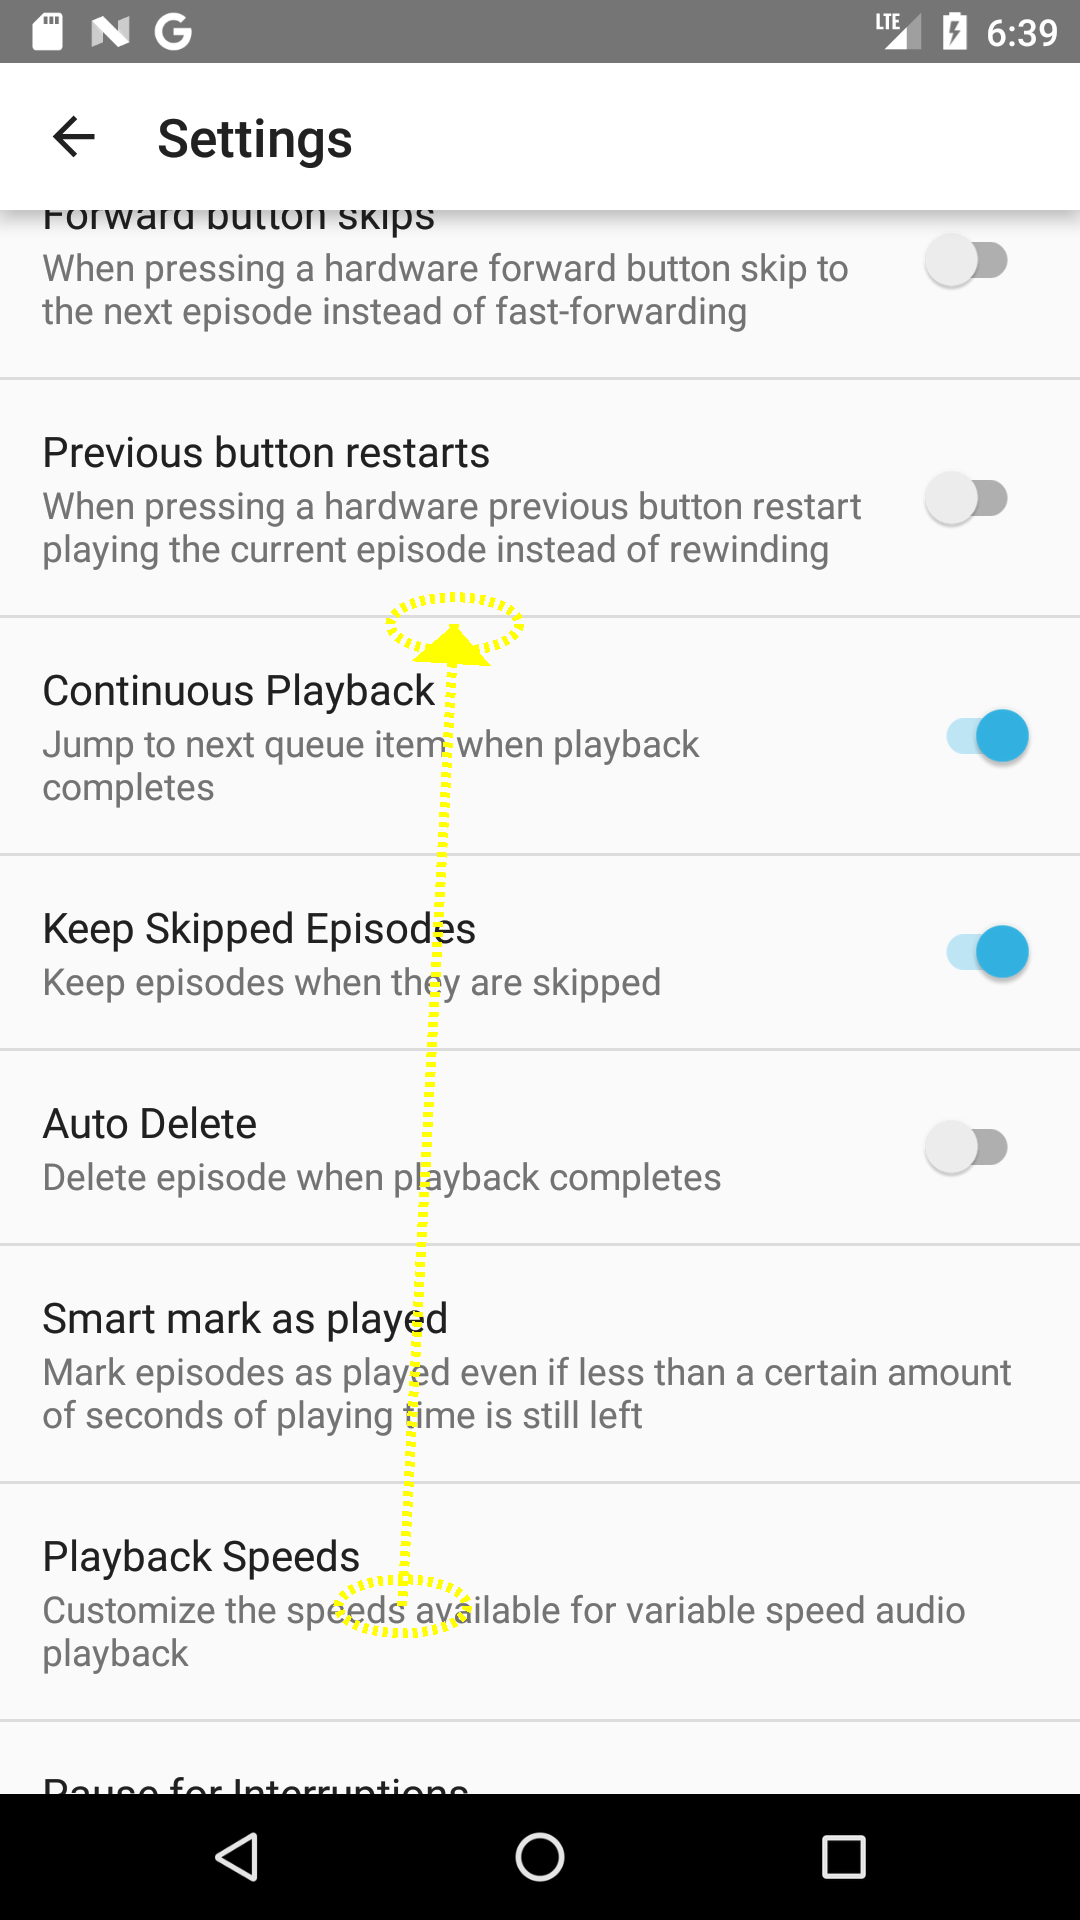 LTE 6:39
Settings
Forward button skips
When pressing a hardware forward button skip to
the next episode instead of fast-forwarding
Previous button restarts
When pressing a hardware previous button restart
playing the current episode instead of rewinding
Continuous Playback
Jump to next queue item when playback
completes
Keep Skipped Episodes
Keep episodes when they are skipped
Auto Delete
Delete episode when playback completes
Smart mark as played
Mark episodes as played even if less than a certain amount
of seconds of playing time is still left
Playback Speeds
Customize the speeds available for variable speed audio
playback
Pause for Interruptions